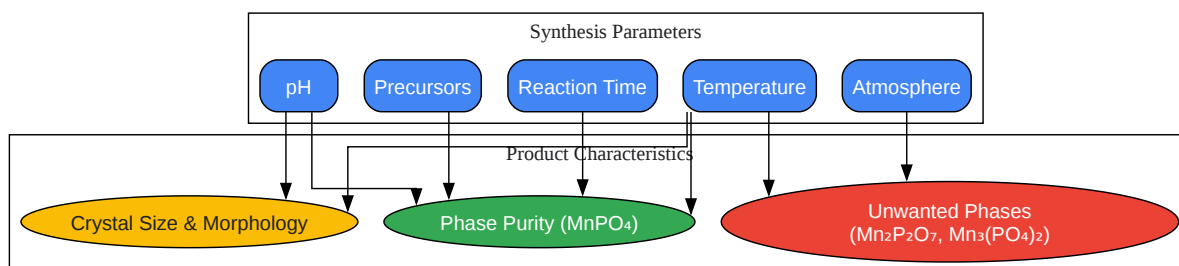 Synthesis Parameters
pH
Precursors
Reaction Time
Temperature
Atmosphere
Product Characteristics
Crystal Size & Morphology
Phase Purity (MnPO₄)
Unwanted Phases
(Mn₂P₂O₇, Mn₃(PO₄)₂)